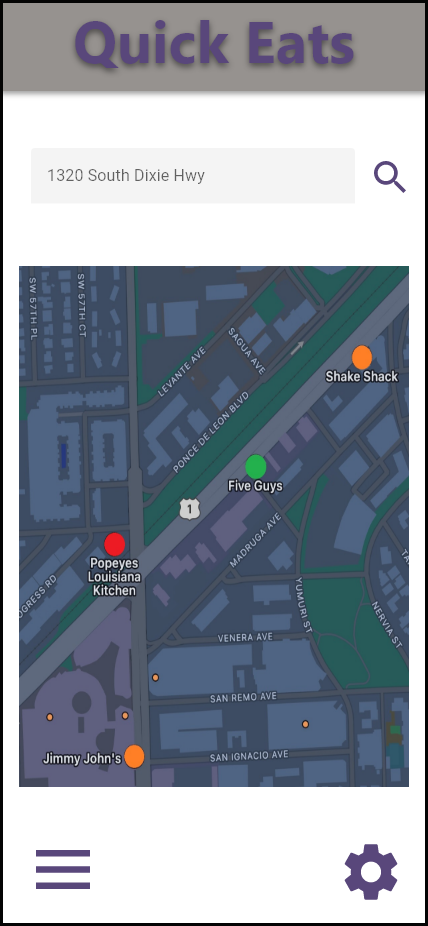 Quick Eats
1320 South Dixie Hwy
SW 57TH PL
SW 57TH CT
LEVANTE AVE
SAGUA AVE
Shake Shack
PONCE DE LEON BLVD
Five Guys
1
MADRUGA AVE
Popeyes
Louisiana
Kitchen
OGRESS RD
YUMURI ST
NERVIA ST
TA
VENERA AVE
SAN REMO AVE
Jimmy John's
SAN IGNACIO AVE